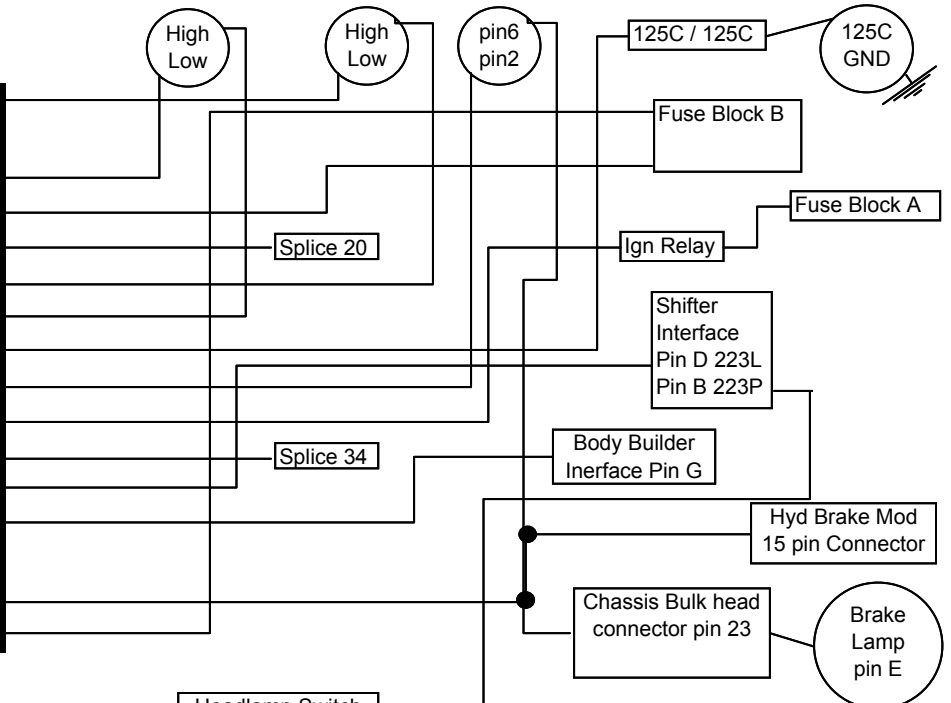 High
Low
High
Low
pin6
pin2
125C / 125C
125C
GND
Fuse Block B
Fuse Block A
Splice 20
Ign Relay
Shifter
Interface
Pin D 223L
Pin B 223P
Splice 34
Body Builder
Inerface Pin G
Hyd Brake Mod
15 pin Connector
Chassis Bulk head
connector pin 23
Brake
Lamp
pin E
Headlamp Switch